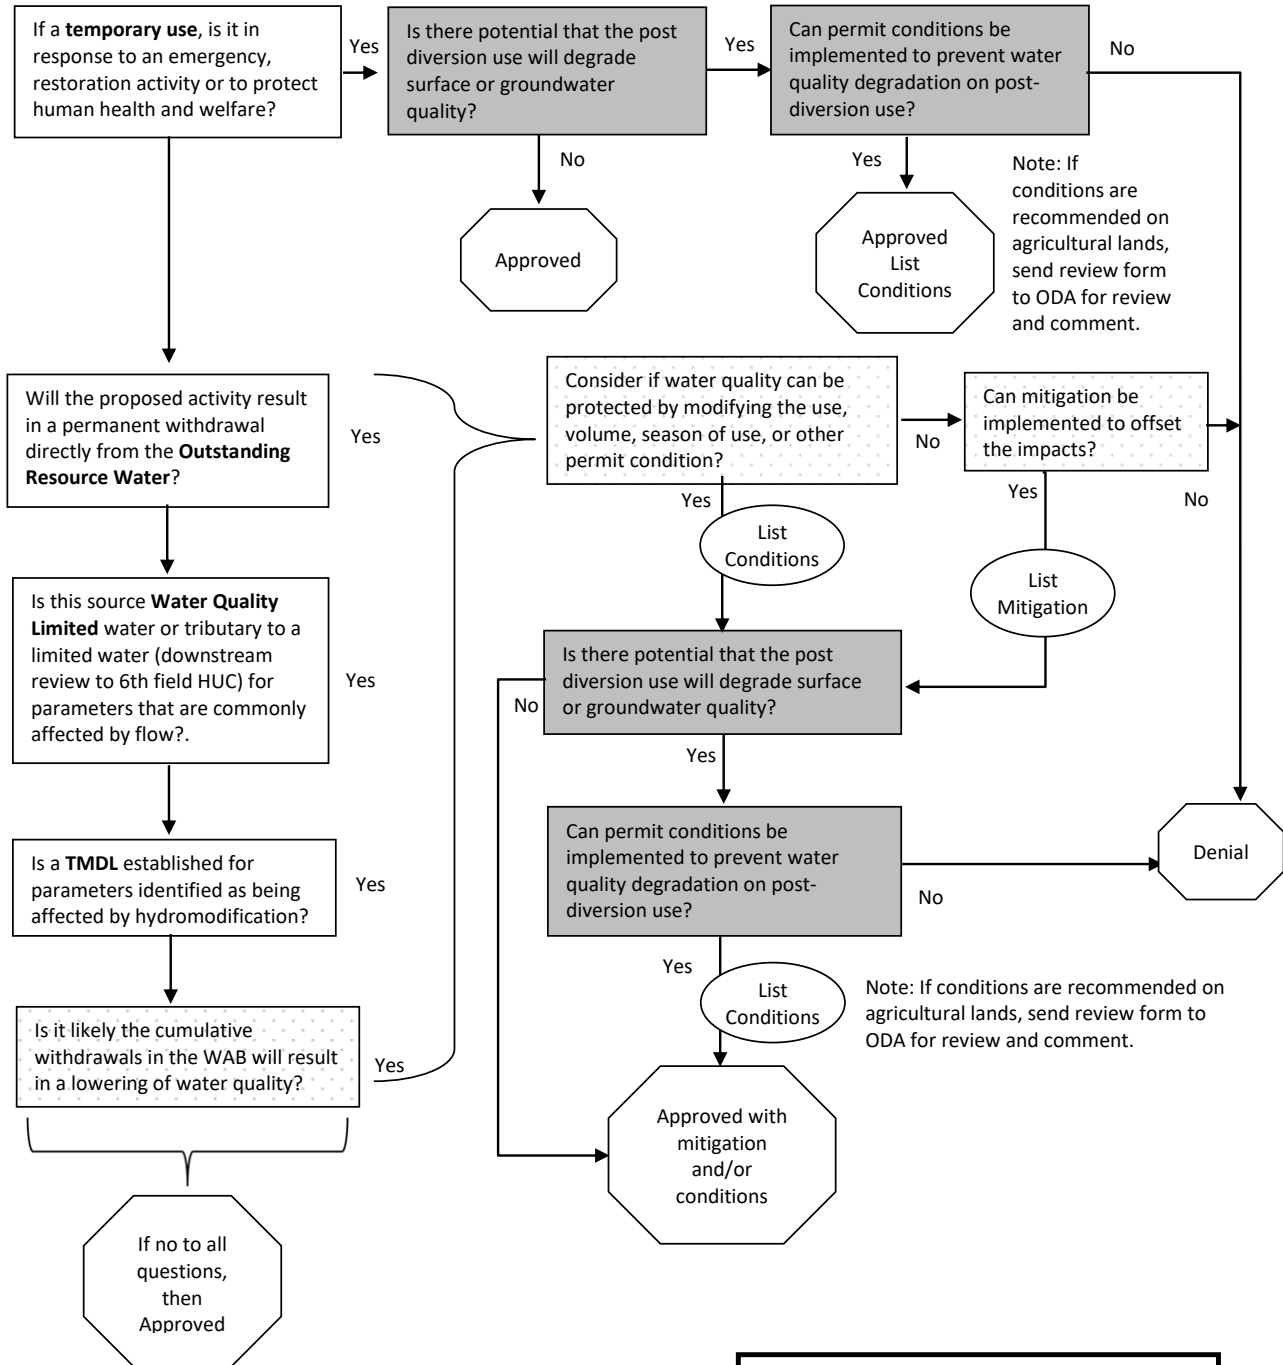 If a temporary use, is it in
response to an emergency,
restoration activity or to protect
human health and welfare?
Yes
Is there potential that the post
diversion use will degrade
surface or groundwater
quality?
Yes
Can permit conditions be
implemented to prevent water
quality degradation on post-
diversion use?
No
No
Approved
Yes
Approved
List
Conditions
Note: If
conditions are
recommended on
agricultural lands,
send review form
to ODA for review
and comment.
Will the proposed activity result
in a permanent withdrawal
directly from the Outstanding
Resource Water?
Yes
Consider if water quality can be
protected by modifying the use,
volume, season of use, or other
permit condition?
No
Can mitigation be
implemented to offset
the impacts?
No
Yes
List
Conditions
Yes
List
Mitigation
Is this source Water Quality
Limited water or tributary to a
limited water (downstream
review to 6th field HUC) for
parameters that are commonly
affected by flow?.
Yes
Is there potential that the post
diversion use will degrade surface
or groundwater quality?
No
Yes
Is a TMDL established for
parameters identified as being
affected by hydromodification?
Yes
Can permit conditions be
implemented to prevent water
quality degradation on post-
diversion use?
No
Denial
Yes
List
Conditions
Note: If conditions are recommended on
agricultural lands, send review form to
ODA for review and comment.
Is it likely the cumulative
withdrawals in the WAB will result
in a lowering of water quality?
Yes
Approved with
mitigation
and/or
conditions
If no to all
questions,
then
Approved